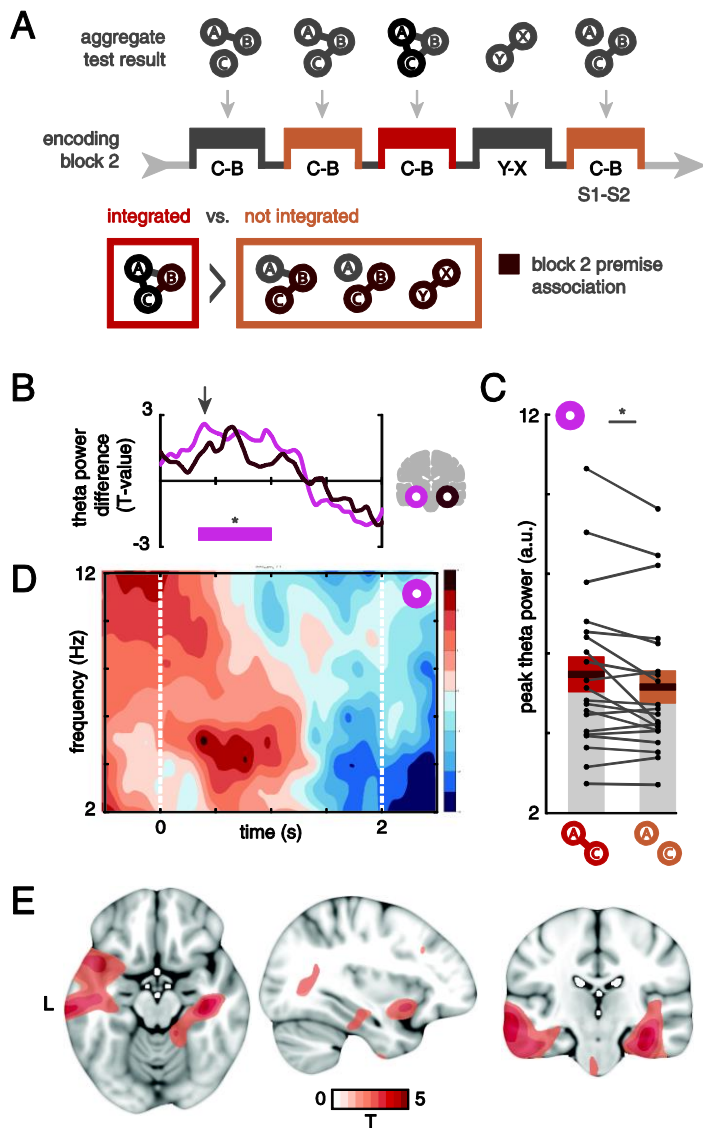 A
aggregate
test result
A B C
A B C
A B C
X Y
A B C
encoding
block 2
C-B
C-B
C-B
Y-X
C-B
S1-S2
integrated vs. not integrated
A B C > A B C A B C X Y
block 2 premise
association
B
3
theta power
difference
(T-value)
-3
*
C
12
*
peak theta power (a.u.)
2
A C
A C
D
12
frequency (Hz)
2
0
time (s)
2
E
L
0
5
T